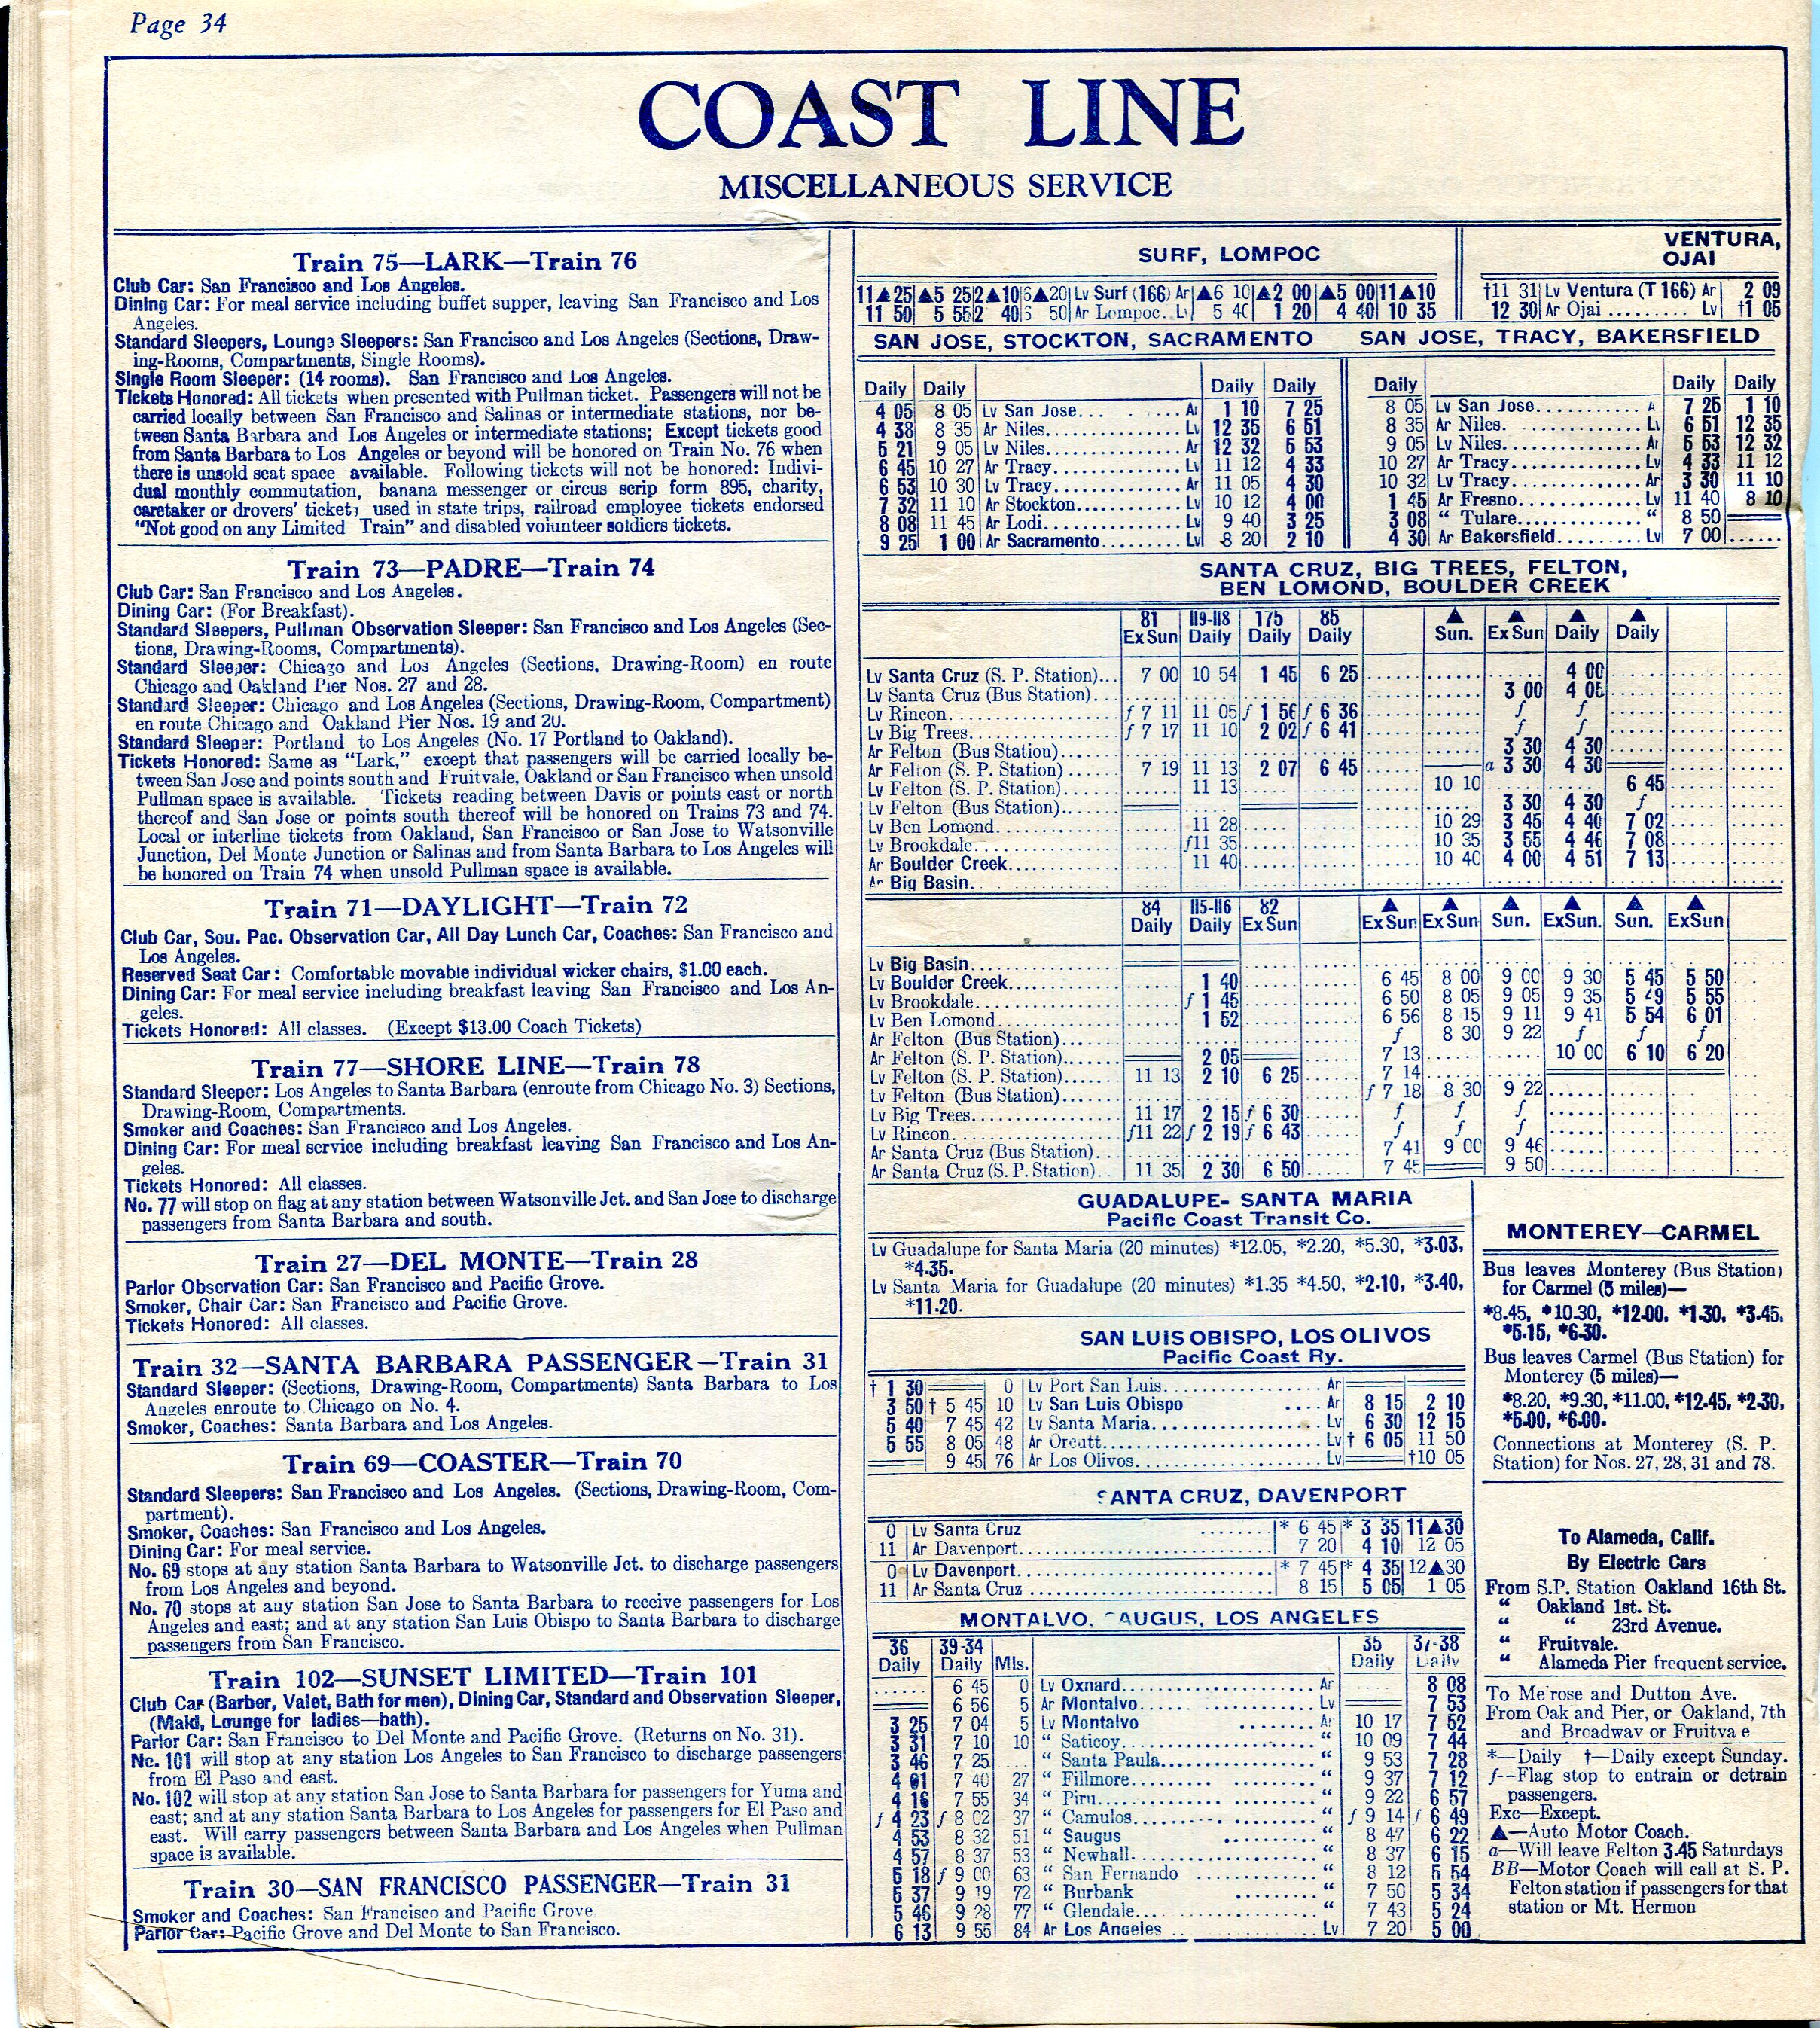 Page 34
COAST LINE
MISCELLANEOUS SERVICE
Train 75—LARK—Train 76
Club Car: San Francisco and Los Angeles.
Dining Car: For meal service including buffet supper, leaving San Francisco and Los
Angeles.
Standard Sleepers, Lounge Sleepers: San Francisco and Los Angeles (Sections, Draw-
ing-Rooms, Compartments, Single Rooms).
Single Room Sleeper: (14 rooms). San Francisco and Los Angeles.
Tickets Honored: All tickets when presented with Pullman ticket. Passengers will not be
carried locally between San Francisco and Salinas or intermediate stations, nor be-
tween Santa Barbara and Los Angeles or intermediate stations; Except tickets good
from Santa Barbara to Los Angeles or beyond will be honored on Train No. 76 when
there is unsold seat space available. Following tickets will not be honored: Indivi-
dual monthly commutation, banana messenger or circus scrip form 895, charity,
caretaker or drovers' tickets used in state trips, railroad employee tickets endorsed
"Not good on any Limited Train" and disabled volunteer soldiers tickets.
Train 73—PADRE—Train 74
Club Car: San Francisco and Los Angeles.
Dining Car: (For Breakfast).
Standard Sleepers, Pullman Observation Sleeper: San Francisco and Los Angeles (Sec-
tions, Drawing-Rooms, Compartments).
Standard Sleeper: Chicago and Los Angeles (Sections, Drawing-Room) en route
Chicago and Oakland Pier Nos. 27 and 28.
Standard Sleeper: Chicago and Los Angeles (Sections, Drawing-Room, Compartment)
en route Chicago and Oakland Pier Nos. 19 and 20.
Standard Sleeper: Portland to Los Angeles (No. 17 Portland to Oakland).
Tickets Honored: Same as "Lark," except that passengers will be carried locally be-
tween San Jose and points south and Fruitvale, Oakland or San Francisco when unsold
Pullman space is available. Tickets reading between Davis or points east or north
thereof and San Jose or points south thereof will be honored on Trains 73 and 74.
Local or interline tickets from Oakland, San Francisco or San Jose to Watsonville
Junction, Del Monte Junction or Salinas and from Santa Barbara to Los Angeles will
be honored on Train 74 when unsold Pullman space is available.
Train 71—DAYLIGHT—Train 72
Club Car, Sou. Pac. Observation Car, All Day Lunch Car, Coaches: San Francisco and
Los Angeles.
Reserved Seat Car: Comfortable movable individual wicker chairs, $1.00 each.
Dining Car: For meal service including breakfast leaving San Francisco and Los An-
geles.
Tickets Honored: All classes. (Except $13.00 Coach Tickets)
Train 77—SHORE LINE—Train 78
Standard Sleeper: Los Angeles to Santa Barbara (enroute from Chicago No. 3) Sections,
Drawing-Room, Compartments.
Smoker and Coaches: San Francisco and Los Angeles.
Dining Car: For meal service including breakfast leaving San Francisco and Los An-
geles.
Tickets Honored: All classes.
No. 77 will stop on flag at any station between Watsonville Jct. and San Jose to discharge
passengers from Santa Barbara and south.
Train 27—DEL MONTE—Train 28
Parlor Observation Car: San Francisco and Pacific Grove.
Smoker, Chair Car: San Francisco and Pacific Grove.
Tickets Honored: All classes.
Train 32—SANTA BARBARA PASSENGER—Train 31
Standard Sleeper: (Sections, Drawing-Room, Compartments) Santa Barbara to Los
Angeles enroute to Chicago on No. 4.
Smoker, Coaches: Santa Barbara and Los Angeles.
Train 69—COASTER—Train 70
Standard Sleepers: San Francisco and Los Angeles. (Sections, Drawing-Room, Com-
partment).
Smoker, Coaches: San Francisco and Los Angeles.
Dining Car: For meal service.
No. 69 stops at any station Santa Barbara to Watsonville Jct. to discharge passengers
from Los Angeles and beyond.
No. 70 stops at any station San Jose to Santa Barbara to receive passengers for Los
Angeles and east; and at any station San Luis Obispo to Santa Barbara to discharge
passengers from San Francisco.
Train 102—SUNSET LIMITED—Train 101
Club Car (Barber, Valet, Bath for men), Dining Car, Standard and Observation Sleeper,
(Maid, Lounge for ladies—bath).
Parlor Car: San Francisco to Del Monte and Pacific Grove. (Returns on No. 31).
No. 101 will stop at any station Los Angeles to San Francisco to discharge passengers
from El Paso and east.
No. 102 will stop at any station San Jose to Santa Barbara for passengers for Yuma and
east; and at any station Santa Barbara to Los Angeles for passengers for El Paso and
east. Will carry passengers between Santa Barbara and Los Angeles when Pullman
space is available.
Train 30—SAN FRANCISCO PASSENGER—Train 31
Smoker and Coaches: San Francisco and Pacific Grove
Parlor Car: Pacific Grove and Del Monte to San Francisco.
SURF, LOMPOC
11▲25 ▲5 25 2▲10 6▲20 Lv Surf (166) Ar ▲6 10 ▲2 00 ▲5 00 11▲10
11 50 5 55 2 40 6 50 Ar Lompoc. Lv 5 40 1 20 4 40 10 35
VENTURA,
OJAI
†11 31 Lv Ventura (T 166) Ar 2 09
12 30 Ar Ojai ......... Lv †1 05
SAN JOSE, STOCKTON, SACRAMENTO
Daily Daily Daily Daily
4 05 8 05 Lv San Jose... Ar 1 10 7 25
4 38 8 35 Ar Niles... Lv 12 35 6 51
5 21 9 05 Lv Niles... Ar 12 32 5 53
6 45 10 27 Ar Tracy... Lv 11 12 4 33
6 53 10 30 Lv Tracy... Ar 11 05 4 30
7 32 11 10 Ar Stockton... Lv 10 12 4 00
8 08 11 45 Ar Lodi... Lv 9 40 3 25
9 25 1 00 Ar Sacramento... Lv 8 20 2 10
SAN JOSE, TRACY, BAKERSFIELD
Daily Daily Daily
8 05 Lv San Jose... A 7 25 1 10
8 35 Ar Niles... Lv 6 51 12 35
9 05 Lv Niles... Ar 5 53 12 32
10 27 Ar Tracy... Lv 4 33 11 12
10 32 Lv Tracy... Ar 3 30 11 10
1 45 Ar Fresno... Lv 11 40 8 10
3 08 " Tulare... " 8 50
4 30 Ar Bakersfield... Lv 7 00 ......
SANTA CRUZ, BIG TREES, FELTON,
BEN LOMOND, BOULDER CREEK
81 119-118 175 85 ▲ ▲ ▲ ▲
Ex Sun Daily Daily Daily Sun. Ex Sun Daily Daily
Lv Santa Cruz (S. P. Station)... 7 00 10 54 1 45 6 25 4 00
Lv Santa Cruz (Bus Station)... 3 00 4 05
Lv Rincon... f 7 11 11 05 f 1 56 f 6 36 f f
Lv Big Trees... f 7 17 11 10 2 02 f 6 41 f f
Ar Felton (Bus Station)... 3 30 4 30
Ar Felton (S. P. Station)... 7 19 11 13 2 07 6 45 a 3 30 4 30
Lv Felton (S. P. Station)... 11 13 10 10 6 45
Lv Felton (Bus Station)... 3 30 4 30 f
Lv Ben Lomond... 11 28 10 29 3 45 4 40 7 02
Lv Brookdale... f11 35 10 35 3 55 4 46 7 08
Ar Boulder Creek... 11 40 10 40 4 00 4 51 7 13
Ar Big Basin.
84 115-116 82 ▲ ▲ ▲ ▲ ▲ ▲
Daily Daily Ex Sun Ex Sun Ex Sun Sun. Ex Sun. Sun. Ex Sun
Lv Big Basin...
Lv Boulder Creek... 1 40 6 45 8 00 9 00 9 30 5 45 5 50
Lv Brookdale... f 1 45 6 50 8 05 9 05 9 35 5 49 5 55
Lv Ben Lomond... 1 52 6 56 8 15 9 11 9 41 5 54 6 01
Ar Felton (Bus Station)... f 8 30 9 22 f f f
Ar Felton (S. P. Station)... 2 05 7 13 10 00 6 10 6 20
Lv Felton (S. P. Station)... 11 13 2 10 6 25 7 14
Lv Felton (Bus Station)... f 7 18 8 30 9 22
Lv Big Trees... 11 17 2 15 f 6 30 f f f
Lv Rincon... f11 22 f 2 19 f 6 43 f f f
Ar Santa Cruz (Bus Station)... 7 41 9 00 9 46
Ar Santa Cruz (S. P. Station)... 11 35 2 30 6 50 7 45 9 50
GUADALUPE- SANTA MARIA
Pacific Coast Transit Co.
Lv Guadalupe for Santa Maria (20 minutes) *12.05, *2.20, *5.30, *3.03,
*4.35.
Lv Santa Maria for Guadalupe (20 minutes) *1.35 *4.50, *2.10, *3.40,
*11.20.
SAN LUIS OBISPO, LOS OLIVOS
Pacific Coast Ry.
† 1 30 0 Lv Port San Luis... Ar
3 50 † 5 45 10 Lv San Luis Obispo .... Ar 8 15 2 10
5 40 7 45 42 Lv Santa Maria... Lv 6 30 12 15
5 55 8 05 48 Ar Orcutt... Lv † 6 05 11 50
9 45 76 Ar Los Olivos... Lv †10 05
SANTA CRUZ, DAVENPORT
0 Lv Santa Cruz ....... * 6 45 * 3 35 11▲30
11 Ar Davenport... 7 20 4 10 12 05
0 Lv Davenport... * 7 45 * 4 35 12▲30
11 Ar Santa Cruz ... 8 15 5 05 1 05
MONTALVO, SAUGUS, LOS ANGELES
36 39-34 35 37-38
Daily Daily Mls. Daily Daily
...... 6 45 0 Lv Oxnard... Ar .... 8 08
6 56 5 Ar Montalvo... Lv 7 53
3 25 7 04 5 Lv Montalvo ... Ar 10 17 7 52
3 31 7 10 10 " Saticoy... " 10 09 7 44
3 46 7 25 ... " Santa Paula... " 9 53 7 28
4 01 7 40 27 " Fillmore... " 9 37 7 12
4 16 7 55 34 " Piru... " 9 22 6 57
f 4 23 f 8 02 37 " Camulos... " f 9 14 f 6 49
4 53 8 32 51 " Saugus ... " 8 47 6 22
4 57 8 37 53 " Newhall... " 8 37 6 15
5 18 f 9 00 63 " San Fernando ... " 8 12 5 54
5 37 9 19 72 " Burbank ... " 7 50 5 34
5 46 9 28 77 " Glendale... " 7 43 5 24
6 13 9 55 84 Ar Los Angeles ... Lv 7 20 5 00
MONTEREY—CARMEL
Bus leaves Monterey (Bus Station)
for Carmel (5 miles)—
*8.45, *10.30, *12.00, *1.30, *3.45,
*5.15, *6.30.
Bus leaves Carmel (Bus Station) for
Monterey (5 miles)—
*8.20, *9.30, *11.00, *12.45, *2.30,
*5.00, *6.00.
Connections at Monterey (S. P.
Station) for Nos. 27, 28, 31 and 78.
To Alameda, Calif.
By Electric Cars
From S.P. Station Oakland 16th St.
" Oakland 1st. St.
" " 23rd Avenue.
" Fruitvale.
" Alameda Pier frequent service.
To Me rose and Dutton Ave.
From Oak and Pier, or Oakland, 7th
and Broadway or Fruitva e
*—Daily †—Daily except Sunday.
f--Flag stop to entrain or detrain
passengers.
Exc—Except.
▲—Auto Motor Coach.
a—Will leave Felton 3.45 Saturdays
BB—Motor Coach will call at S. P.
Felton station if passengers for that
station or Mt. Hermon